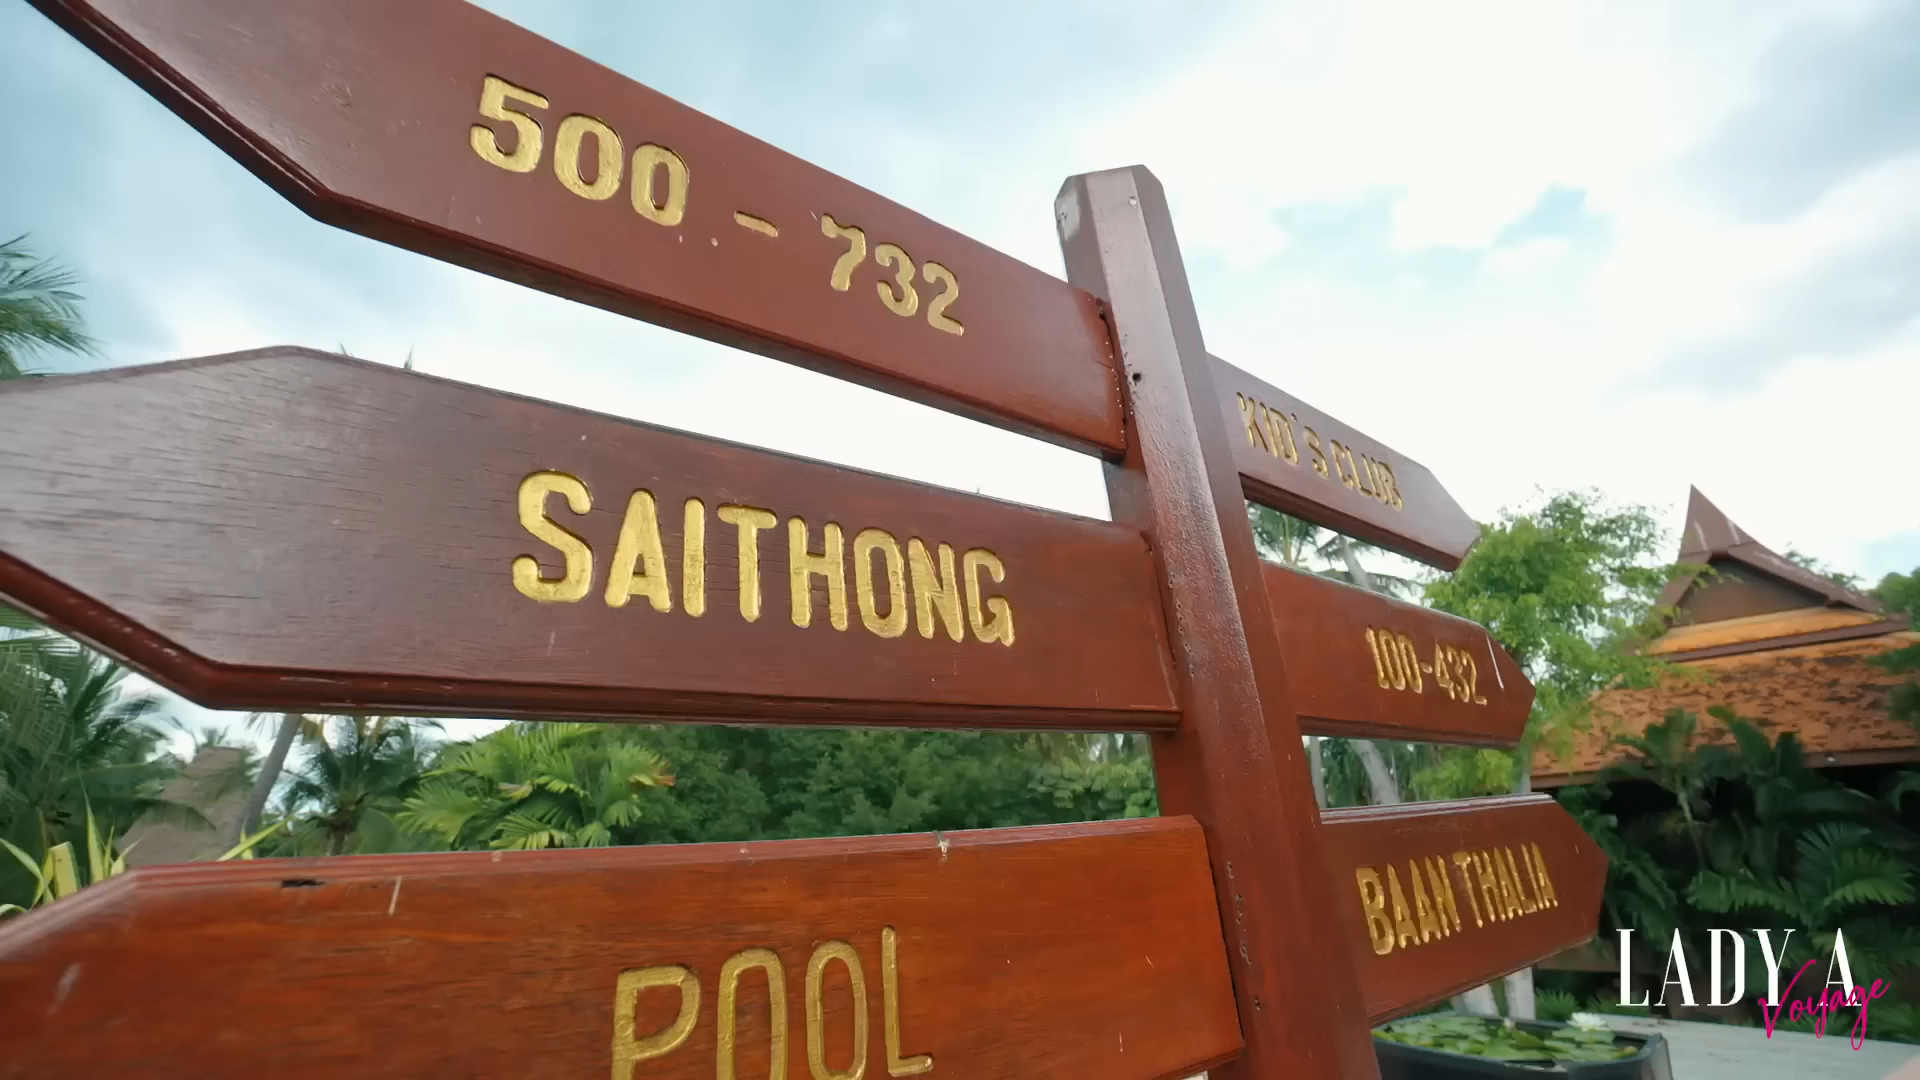 500 - 732
SAITHONG
POOL
KID'S CLUB
100-432
BAAN THALIA
LADY A
Voyage